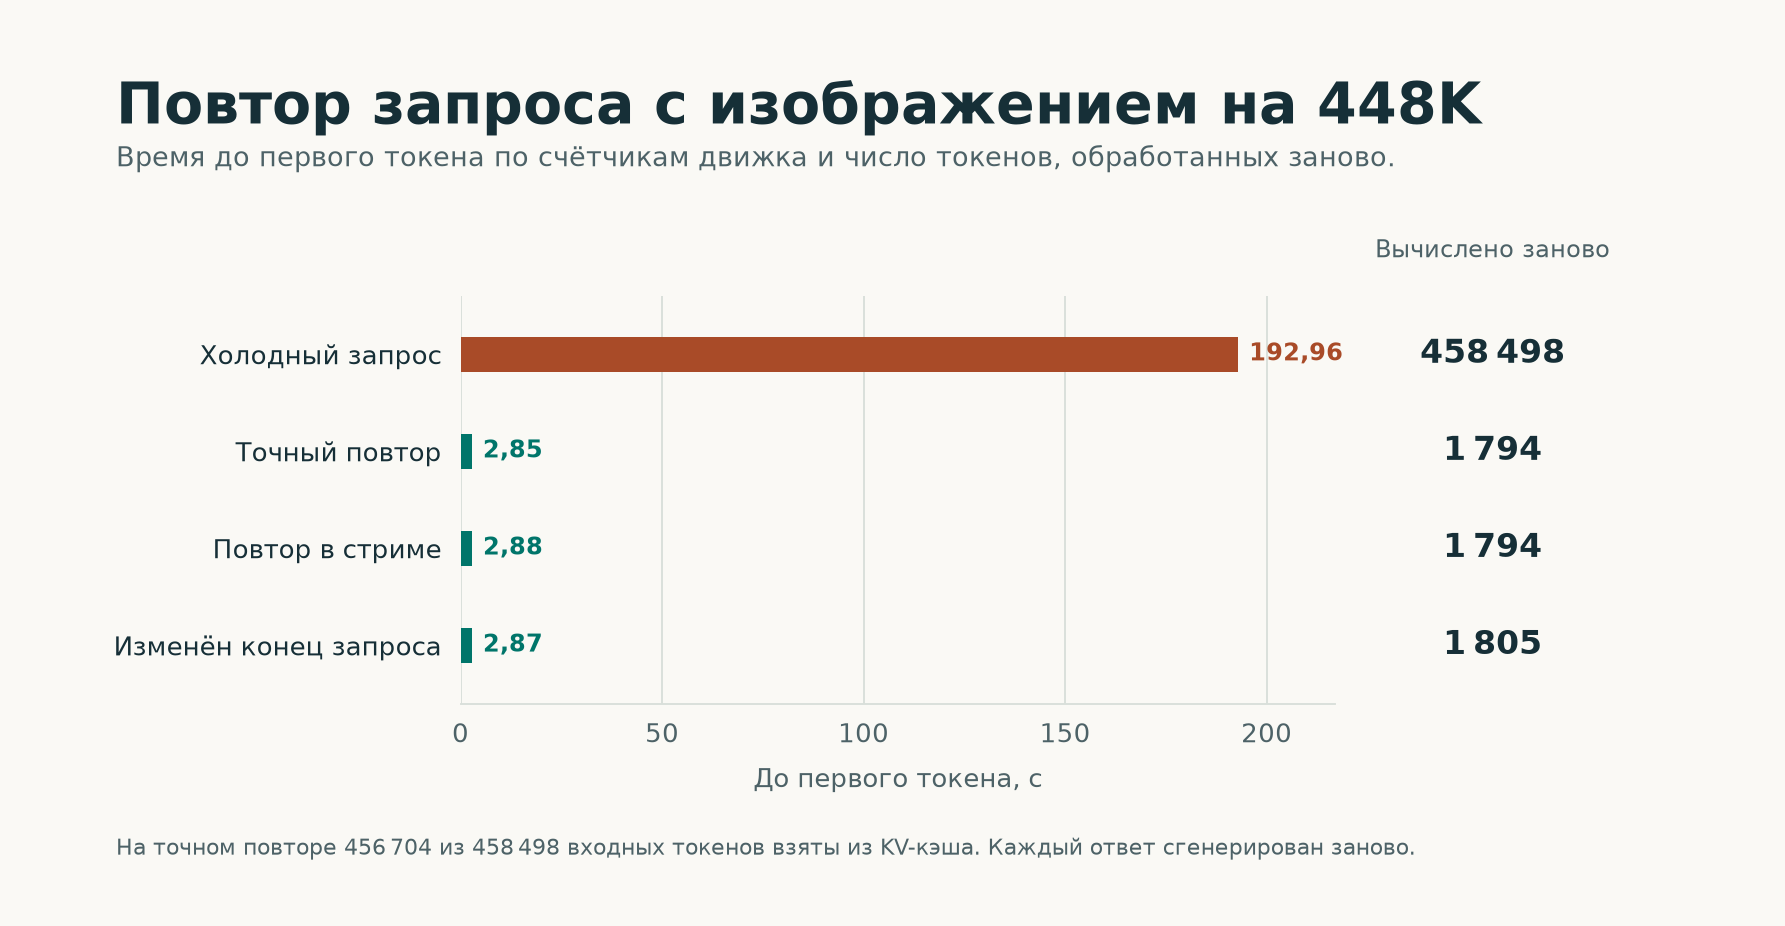 Повтор запроса с изображением на 448K
Время до первого токена по счётчикам движка и число токенов, обработанных заново.
Вычислено заново
Холодный запрос 192,96 458 498
Точный повтор 2,85 1 794
Повтор в стриме 2,88 1 794
Изменён конец запроса 2,87 1 805
0 50 100 150 200
До первого токена, с
На точном повторе 456 704 из 458 498 входных токенов взяты из KV-кэша. Каждый ответ сгенерирован заново.